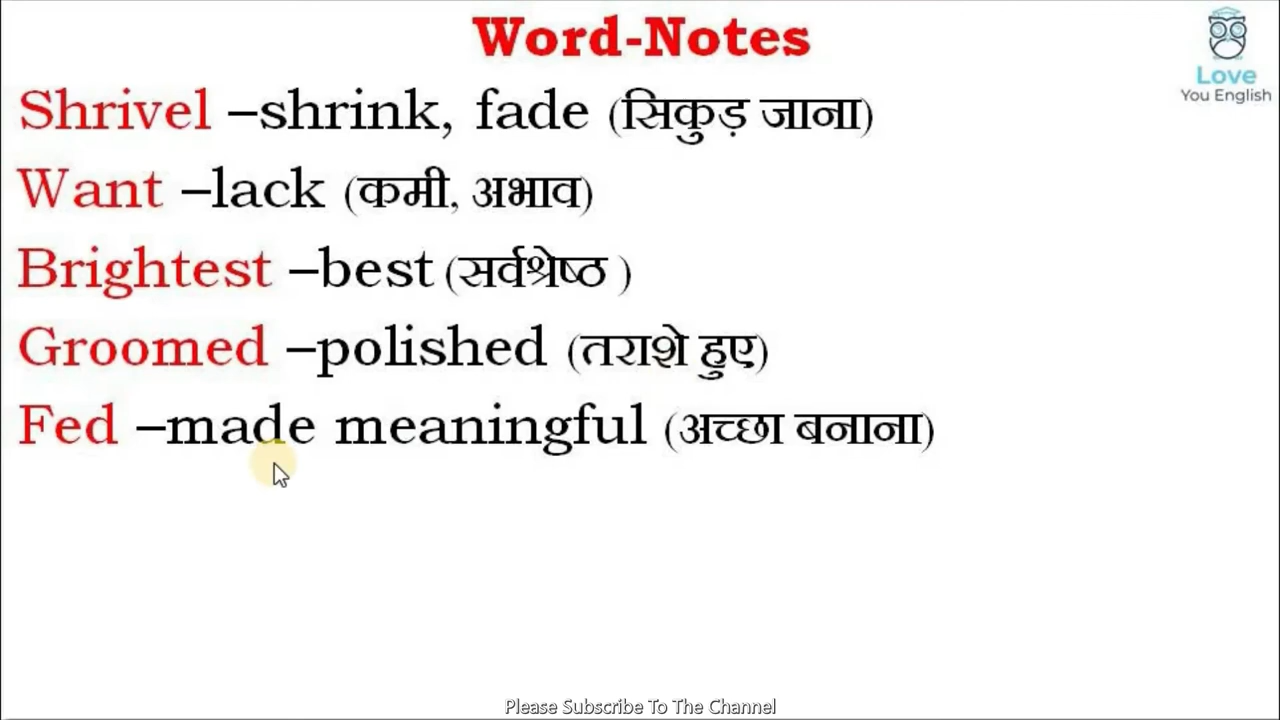 Word-Notes
Love
You English
Shrivel –shrink, fade (सिकुड़ जाना)
Want –lack (कमी, अभाव)
Brightest –best (सर्वश्रेष्ठ )
Groomed –polished (तराशे हुए)
Fed –made meaningful (अच्छा बनाना)
Please Subscribe To The Channel